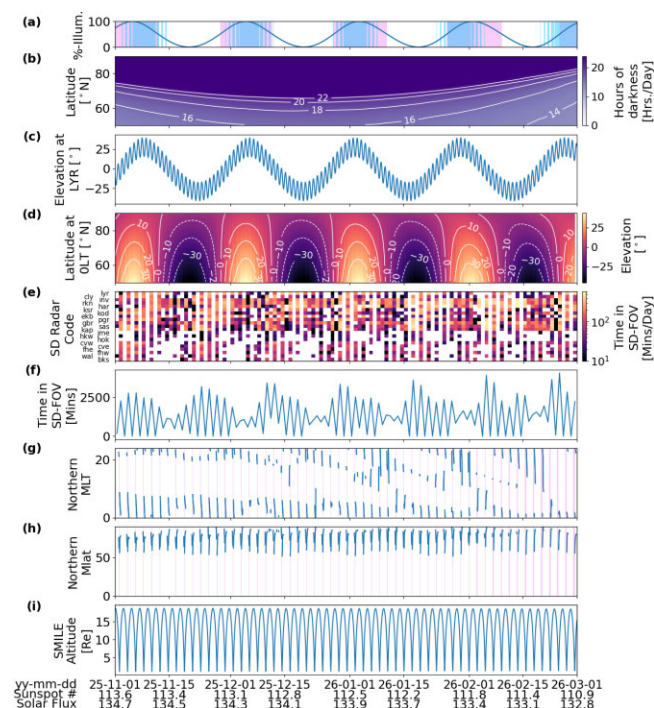 (a)
%-Illum.
100
0
(b)
Latitude
[°N]
80
60
16
20
22
18
16
14
Hours of
darkness
[Hrs./Day]
20
0
(c)
Elevation at
LYR [°]
25
0
−25
(d)
Latitude at
0LT [°N]
80
60
10
−10
0
−30
−30
−30
−30
Elevation
[°]
25
0
−25
(e)
SD Radar
Code
lyr
cly
inv
rkn
har
ksr
kod
ekb
pgr
gbr
sas
kap
jme
hkw
hok
cyw
cve
fhe
fhw
wal
bks
Time in
SD-FOV
[Mins/Day]
10²
10¹
(f)
Time in
SD-FOV
[Mins]
2500
0
(g)
Northern
MLT
20
0
(h)
Northern
Mlat
50
0
(i)
SMILE
Altitude
[Re]
15
10
5
yy-mm-dd 25-11-01 25-11-15 25-12-01 25-12-15 26-01-01 26-01-15 26-02-01 26-02-15 26-03-01
Sunspot # 113.6 113.4 113.1 112.8 112.5 112.2 111.8 111.4 110.9
Solar Flux 134.7 134.5 134.3 134.1 133.9 133.7 133.4 133.1 132.8